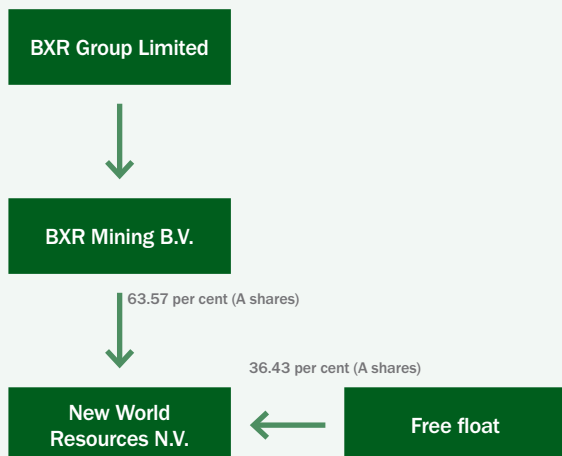 BXR Group Limited
BXR Mining B.V.
63.57 per cent (A shares)
36.43 per cent (A shares)
New World
Resources N.V.
Free float